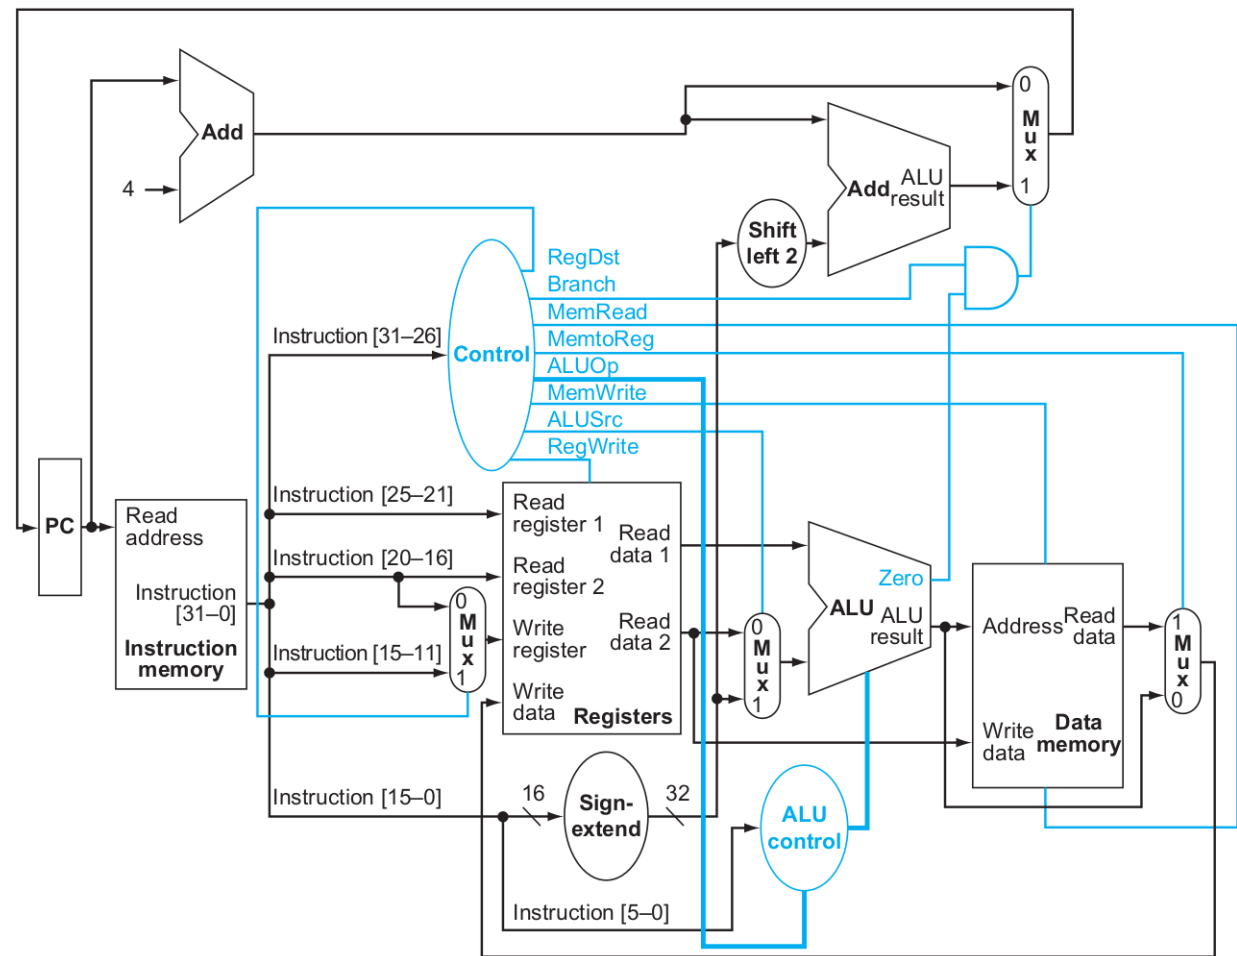 0
M
u
x
1
Add
4
Add
ALU
result
Shift
left 2
RegDst
Branch
MemRead
MemtoReg
ALUOp
MemWrite
ALUSrc
RegWrite
Control
Instruction [31–26]
PC
Read
address
Instruction
[31–0]
Instruction
memory
Instruction [25–21]
Instruction [20–16]
Instruction [15–11]
Instruction [15–0]
0
M
u
x
1
Read
register 1
Read
register 2
Write
register
Write
data
Read
data 1
Read
data 2
Registers
0
M
u
x
1
Zero
ALU
ALU
result
Address
Read
data
Write
data
Data
memory
1
M
u
x
0
16
Sign-
extend
32
ALU
control
Instruction [5–0]